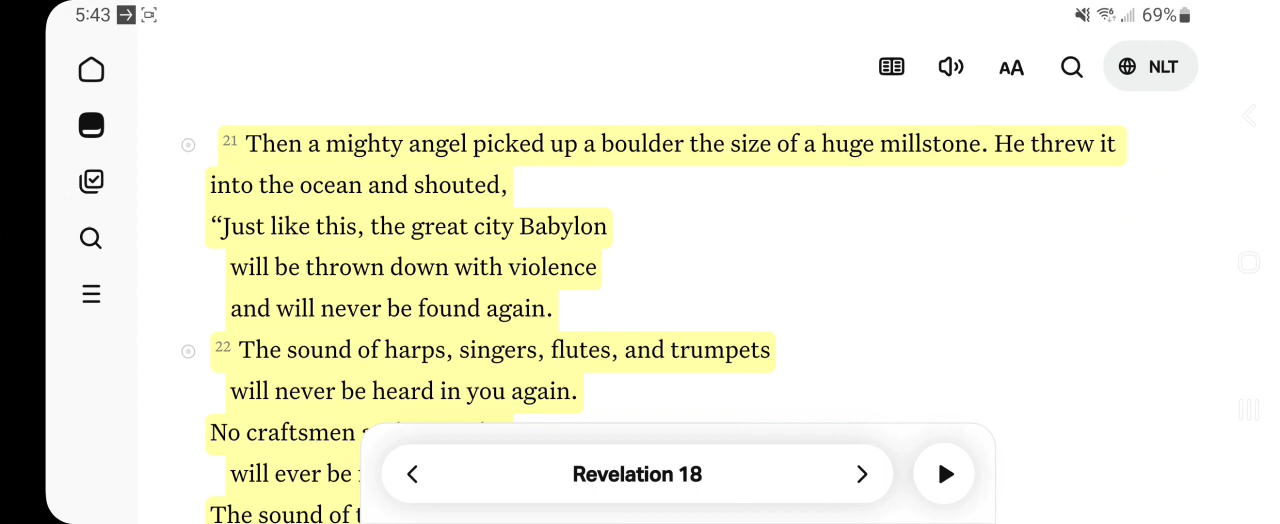 5:43
69%
AA
NLT
21 Then a mighty angel picked up a boulder the size of a huge millstone. He threw it
into the ocean and shouted,
“Just like this, the great city Babylon
will be thrown down with violence
and will never be found again.
22 The sound of harps, singers, flutes, and trumpets
will never be heard in you again.
No craftsmen
will ever be
The sound of
Revelation 18